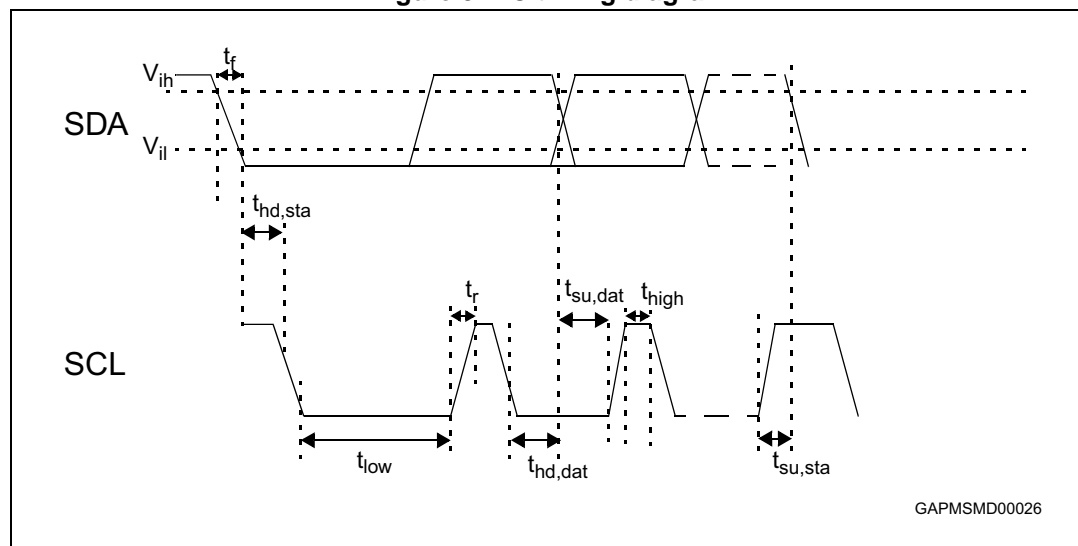 t_f
V_ih
SDA
V_il
t_hd,sta
t_r
t_su,dat
t_high
SCL
t_low
t_hd,dat
t_su,sta
GAPMSMD00026